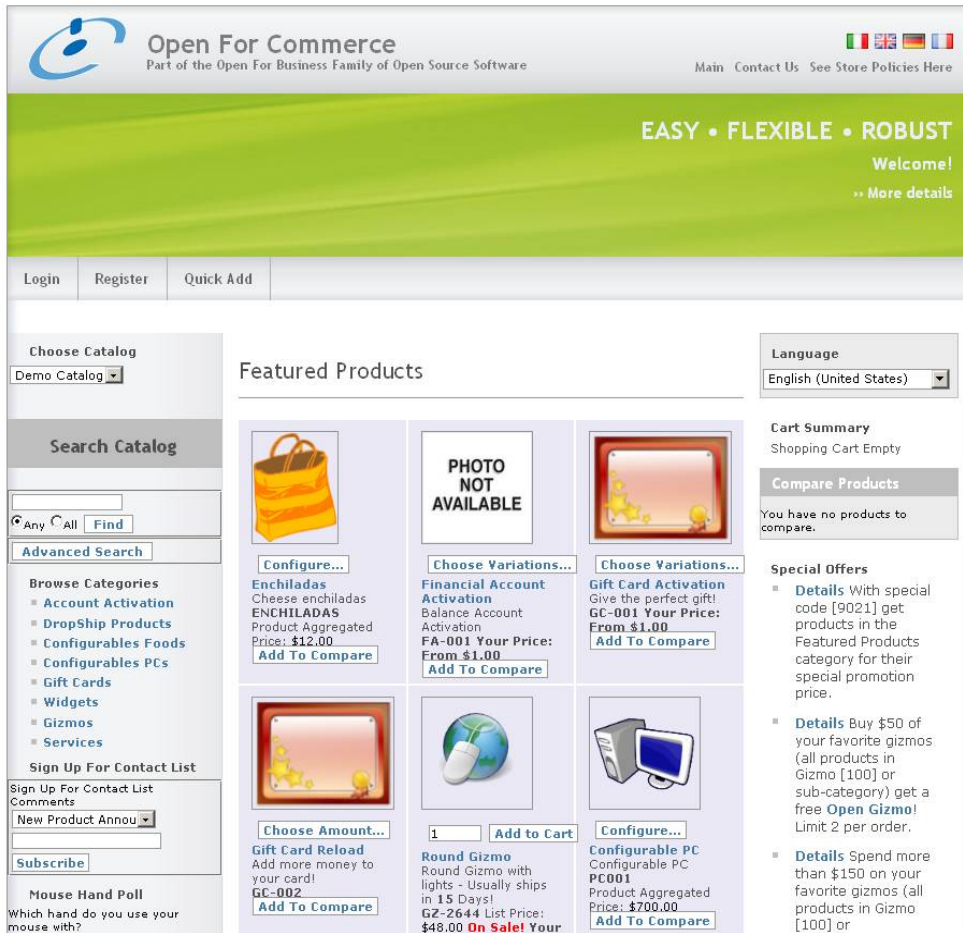 Open For Commerce
Part of the Open For Business Family of Open Source Software
Main Contact Us See Store Policies Here
EASY • FLEXIBLE • ROBUST
Welcome!
›› More details
Login Register Quick Add
Choose Catalog
Demo Catalog
Search Catalog
Any All Find
Advanced Search
Browse Categories
Account Activation
DropShip Products
Configurable Foods
Configurables PCs
Gift Cards
Widgets
Gizmos
Services
Sign Up For Contact List
Sign Up For Contact List
Comments
New Product Annou
Subscribe
Mouse Hand Poll
Which hand do you use your
mouse with?
Featured Products
Configure...
Enchiladas
Cheese enchiladas
ENCHILADAS
Product Aggregated
Price: $12.00
Add To Compare
PHOTO
NOT
AVAILABLE
Choose Variations...
Financial Account
Activation
Balance Account
Activation
FA-001 Your Price:
From $1.00
Add To Compare
Choose Variations...
Gift Card Activation
Give the perfect gift!
GC-001 Your Price:
From $1.00
Add To Compare
Choose Amount...
Gift Card Reload
Add more money to
your card!
GC-002
Add To Compare
1 Add to Cart
Round Gizmo
Round Gizmo with
lights - Usually ships
in 15 Days!
GZ-2644 List Price:
$48.00 On Sale! Your
Configure...
Configurable PC
Configurable PC
PC001
Product Aggregated
Price: $700.00
Add To Compare
Language
English (United States)
Cart Summary
Shopping Cart Empty
Compare Products
You have no products to
compare.
Special Offers
Details With special
code [9021] get
products in the
Featured Products
category for their
special promotion
price.
Details Buy $50 of
your favorite gizmos
(all products in
Gizmo [100] or
sub-category) get a
free Open Gizmo!
Limit 2 per order.
Details Spend more
than $150 on your
favorite gizmos (all
products in Gizmo
[100] or